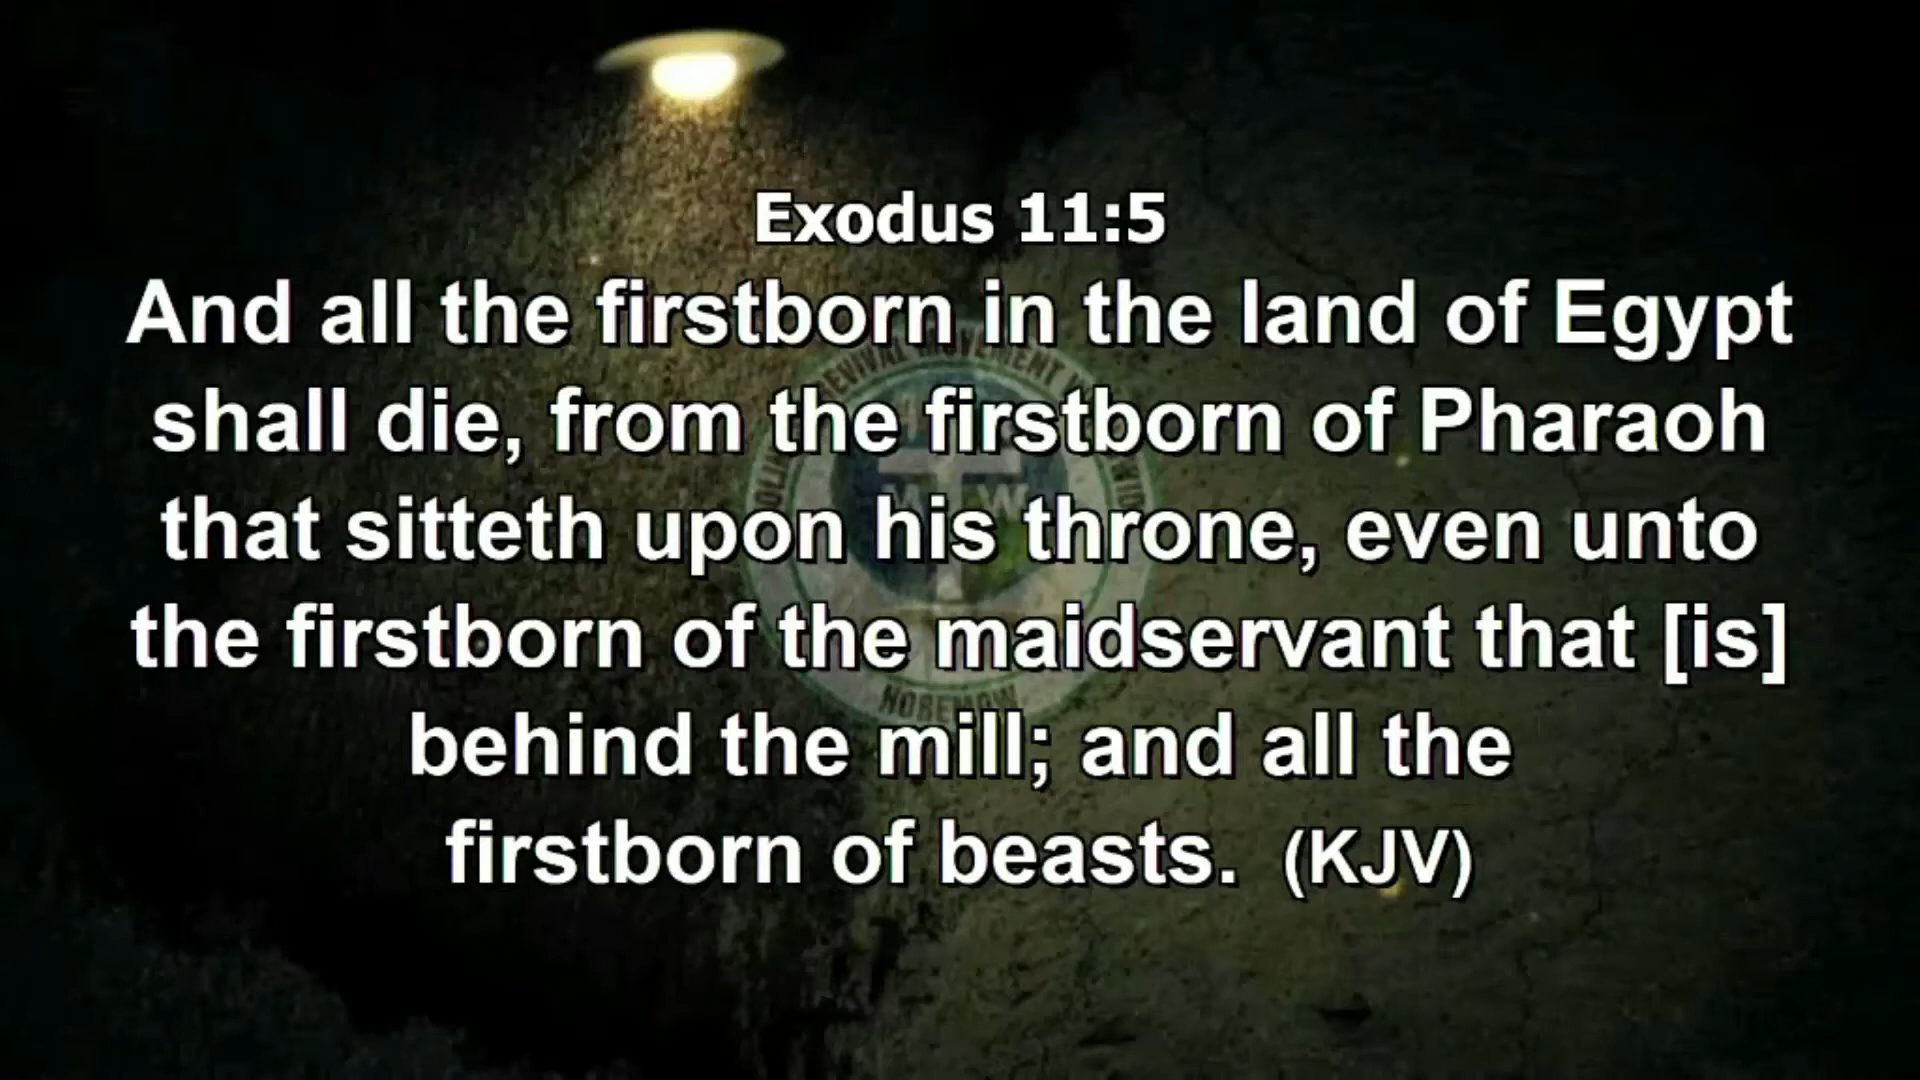 Exodus 11:5
And all the firstborn in the land of Egypt
shall die, from the firstborn of Pharaoh
that sitteth upon his throne, even unto
the firstborn of the maidservant that [is]
behind the mill; and all the
firstborn of beasts. (KJV)
MOVEMENT